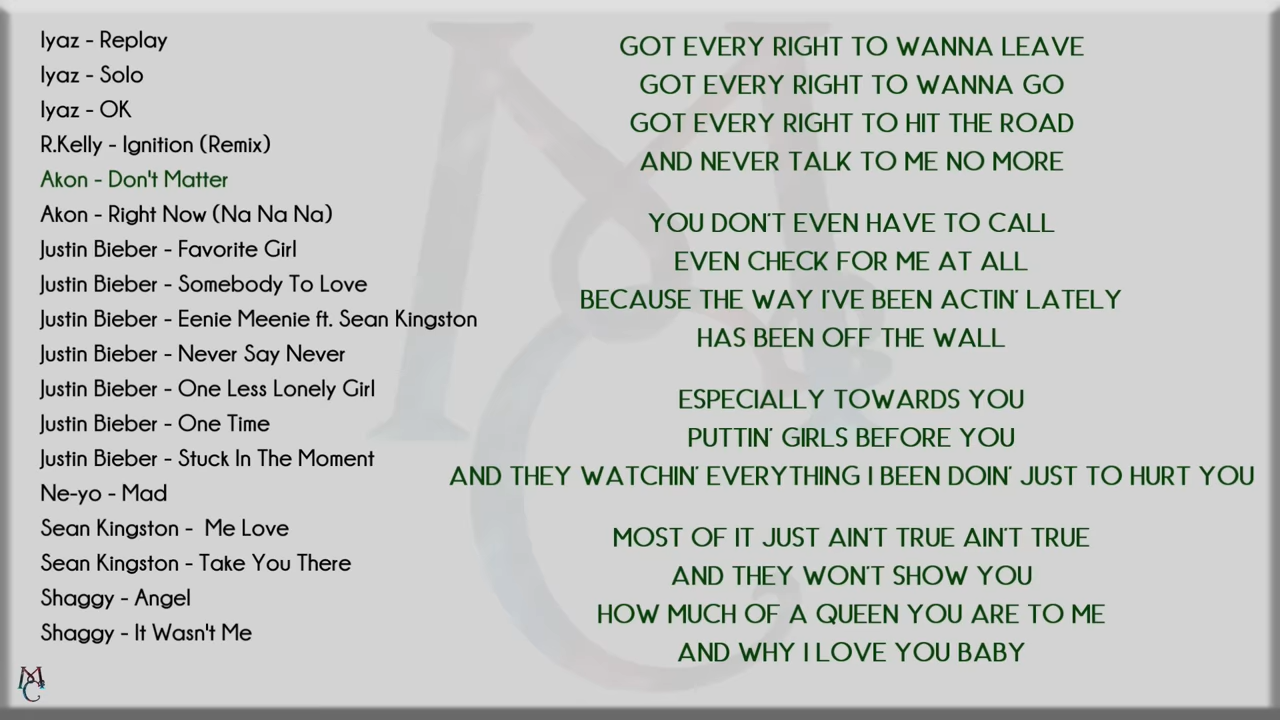 Iyaz - Replay
Iyaz - Solo
Iyaz - OK
R.Kelly - Ignition (Remix)
Akon - Don't Matter
Akon - Right Now (Na Na Na)
Justin Bieber - Favorite Girl
Justin Bieber - Somebody To Love
Justin Bieber - Eenie Meenie ft. Sean Kingston
Justin Bieber - Never Say Never
Justin Bieber - One Less Lonely Girl
Justin Bieber - One Time
Justin Bieber - Stuck In The Moment
Ne-yo - Mad
Sean Kingston -  Me Love
Sean Kingston - Take You There
Shaggy - Angel
Shaggy - It Wasn't Me
GOT EVERY RIGHT TO WANNA LEAVE
GOT EVERY RIGHT TO WANNA GO
GOT EVERY RIGHT TO HIT THE ROAD
AND NEVER TALK TO ME NO MORE
YOU DON'T EVEN HAVE TO CALL
EVEN CHECK FOR ME AT ALL
BECAUSE THE WAY I'VE BEEN ACTIN' LATELY
HAS BEEN OFF THE WALL
ESPECIALLY TOWARDS YOU
PUTTIN' GIRLS BEFORE YOU
AND THEY WATCHIN' EVERYTHING I BEEN DOIN' JUST TO HURT YOU
MOST OF IT JUST AIN'T TRUE AIN'T TRUE
AND THEY WON'T SHOW YOU
HOW MUCH OF A QUEEN YOU ARE TO ME
AND WHY I LOVE YOU BABY
MC